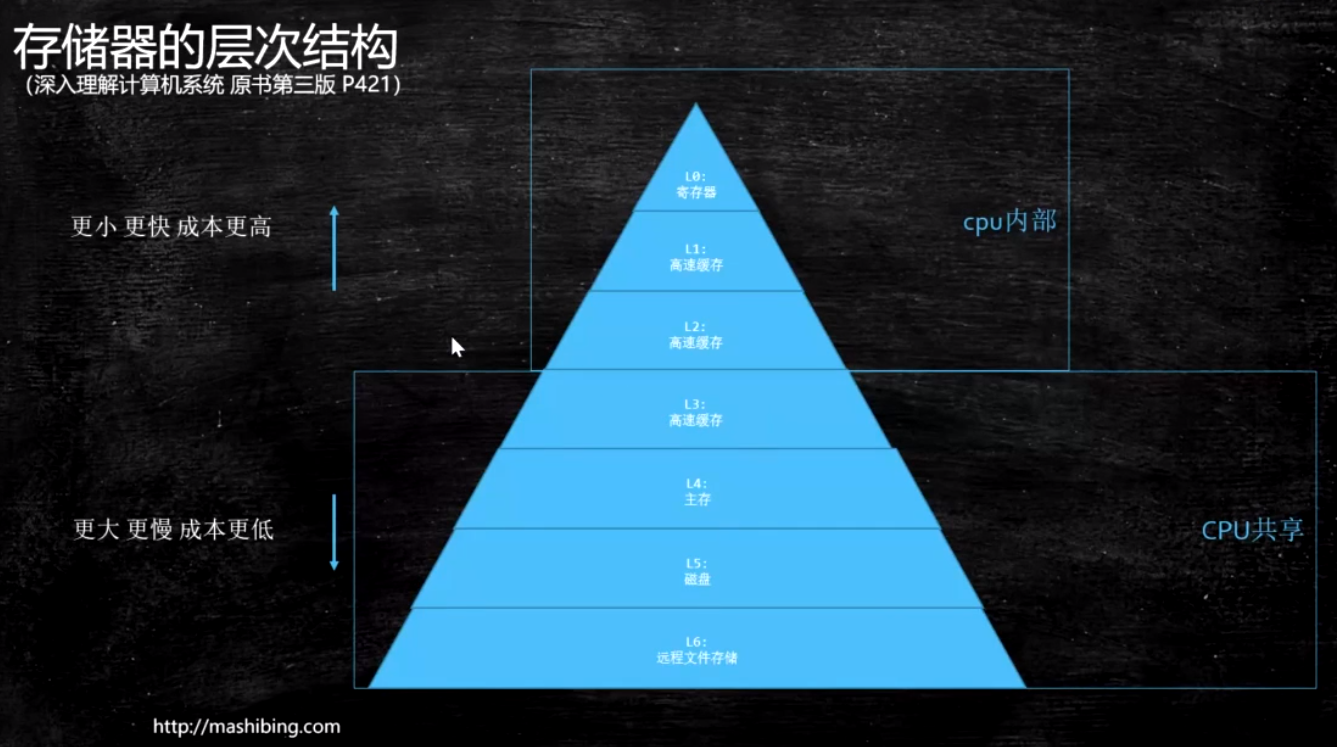 存储器的层次结构
(深入理解计算机系统 原书第三版 P421)
L0:
寄存器
更小 更快 成本更高
cpu内部
L1:
高速缓存
L2:
高速缓存
L3:
高速缓存
L4:
主存
更大 更慢 成本更低
CPU共享
L5:
磁盘
L6:
远程文件存储
http://mashibing.com